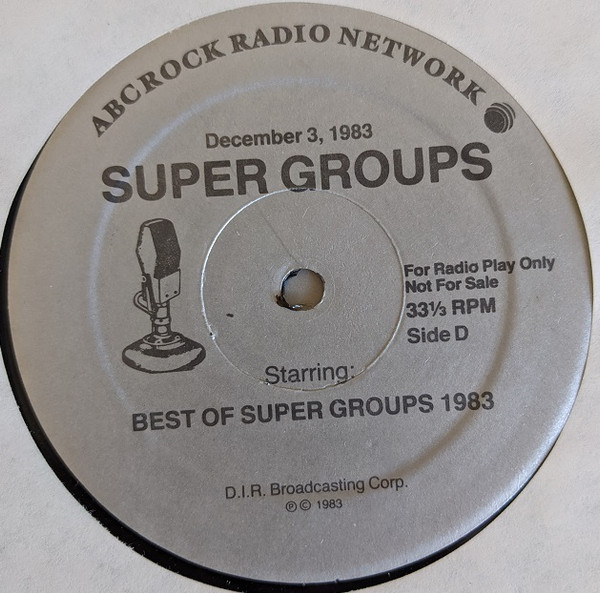 ABC ROCK RADIO NETWORK
December 3, 1983
SUPER GROUPS
For Radio Play Only
Not For Sale
33⅓ RPM
Side D
Starring:
BEST OF SUPER GROUPS 1983
D.I.R. Broadcasting Corp.
℗ © 1983